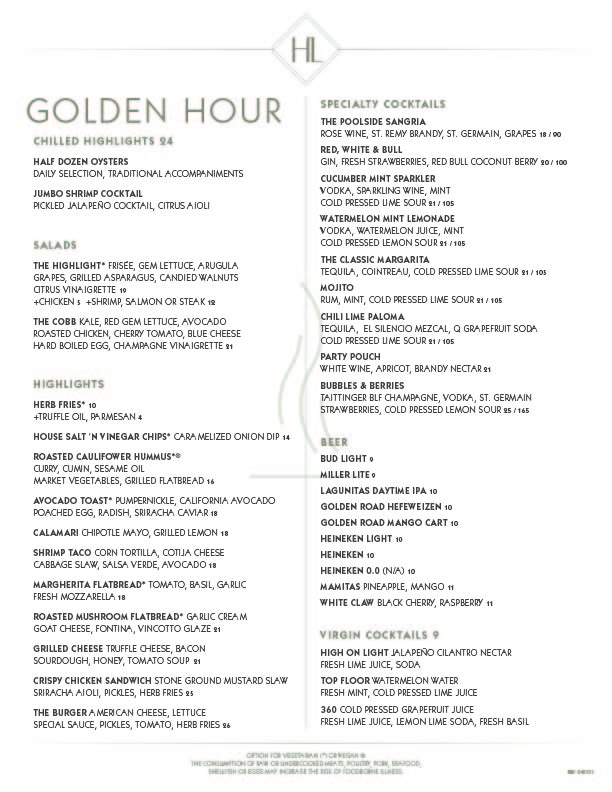 HL
GOLDEN HOUR
CHILLED HIGHLIGHTS 24
HALF DOZEN OYSTERS
DAILY SELECTION, TRADITIONAL ACCOMPANIMENTS
JUMBO SHRIMP COCKTAIL
PICKLED JALAPEÑO COCKTAIL, CITRUS AIOLI
SALADS
THE HIGHLIGHT* FRISÉE, GEM LETTUCE, ARUGULA
GRAPES, GRILLED ASPARAGUS, CANDIED WALNUTS
CITRUS VINAIGRETTE 19
+CHICKEN 5 +SHRIMP, SALMON OR STEAK 12
THE COBB KALE, RED GEM LETTUCE, AVOCADO
ROASTED CHICKEN, CHERRY TOMATO, BLUE CHEESE
HARD BOILED EGG, CHAMPAGNE VINAIGRETTE 21
HIGHLIGHTS
HERB FRIES* 10
+TRUFFLE OIL, PARMESAN 4
HOUSE SALT 'N VINEGAR CHIPS* CARAMELIZED ONION DIP 14
ROASTED CAULIFOWER HUMMUS*®
CURRY, CUMIN, SESAME OIL
MARKET VEGETABLES, GRILLED FLATBREAD 16
AVOCADO TOAST* PUMPERNICKLE, CALIFORNIA AVOCADO
POACHED EGG, RADISH, SRIRACHA CAVIAR 18
CALAMARI CHIPOTLE MAYO, GRILLED LEMON 18
SHRIMP TACO CORN TORTILLA, COTIJA CHEESE
CABBAGE SLAW, SALSA VERDE, AVOCADO 18
MARGHERITA FLATBREAD* TOMATO, BASIL, GARLIC
FRESH MOZZARELLA 18
ROASTED MUSHROOM FLATBREAD* GARLIC CREAM
GOAT CHEESE, FONTINA, VINCOTTO GLAZE 21
GRILLED CHEESE TRUFFLE CHEESE, BACON
SOURDOUGH, HONEY, TOMATO SOUP 21
CRISPY CHICKEN SANDWICH STONE GROUND MUSTARD SLAW
SRIRACHA AIOLI, PICKLES, HERB FRIES 25
THE BURGER AMERICAN CHEESE, LETTUCE
SPECIAL SAUCE, PICKLES, TOMATO, HERB FRIES 26
SPECIALTY COCKTAILS
THE POOLSIDE SANGRIA
ROSE WINE, ST. REMY BRANDY, ST. GERMAIN, GRAPES 18 / 90
RED, WHITE & BULL
GIN, FRESH STRAWBERRIES, RED BULL COCONUT BERRY 20 / 100
CUCUMBER MINT SPARKLER
VODKA, SPARKLING WINE, MINT
COLD PRESSED LIME SOUR 21 / 105
WATERMELON MINT LEMONADE
VODKA, WATERMELON JUICE, MINT
COLD PRESSED LEMON SOUR 21 / 105
THE CLASSIC MARGARITA
TEQUILA, COINTREAU, COLD PRESSED LIME SOUR 21 / 105
MOJITO
RUM, MINT, COLD PRESSED LIME SOUR 21 / 105
CHILI LIME PALOMA
TEQUILA, EL SILENCIO MEZCAL, Q GRAPEFRUIT SODA
COLD PRESSED LIME SOUR 21 / 105
PARTY POUCH
WHITE WINE, APRICOT, BRANDY NECTAR 21
BUBBLES & BERRIES
TAITTINGER BLF CHAMPAGNE, VODKA, ST. GERMAIN
STRAWBERRIES, COLD PRESSED LEMON SOUR 25 / 165
BEER
BUD LIGHT 9
MILLER LITE 9
LAGUNITAS DAYTIME IPA 10
GOLDEN ROAD HEFEWEIZEN 10
GOLDEN ROAD MANGO CART 10
HEINEKEN LIGHT 10
HEINEKEN 10
HEINEKEN 0.0 (N/A) 10
MAMITAS PINEAPPLE, MANGO 11
WHITE CLAW BLACK CHERRY, RASPBERRY 11
VIRGIN COCKTAILS 9
HIGH ON LIGHT JALAPEÑO CILANTRO NECTAR
FRESH LIME JUICE, SODA
TOP FLOOR WATERMELON WATER
FRESH MINT, COLD PRESSED LIME JUICE
360 COLD PRESSED GRAPEFRUIT JUICE
FRESH LIME JUICE, LEMON LIME SODA, FRESH BASIL
OPTION FOR VEGETARIAN (*) OR VEGAN ®
THE CONSUMPTION OF RAW OR UNDERCOOKED MEATS, POULTRY, PORK, SEAFOOD,
SHELLFISH OR EGGS MAY INCREASE THE RISK OF FOODBORNE ILLNESS.